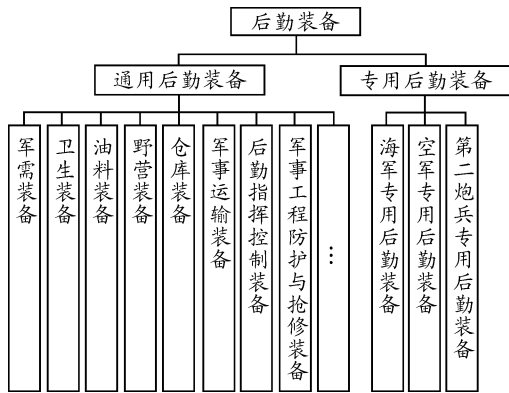 后勤装备
通用后勤装备
专用后勤装备
军需装备
卫生装备
油料装备
野营装备
仓库装备
军事运输装备
后勤指挥控制装备
军事工程防护与抢修装备
…
海军专用后勤装备
空军专用后勤装备
第二炮兵专用后勤装备